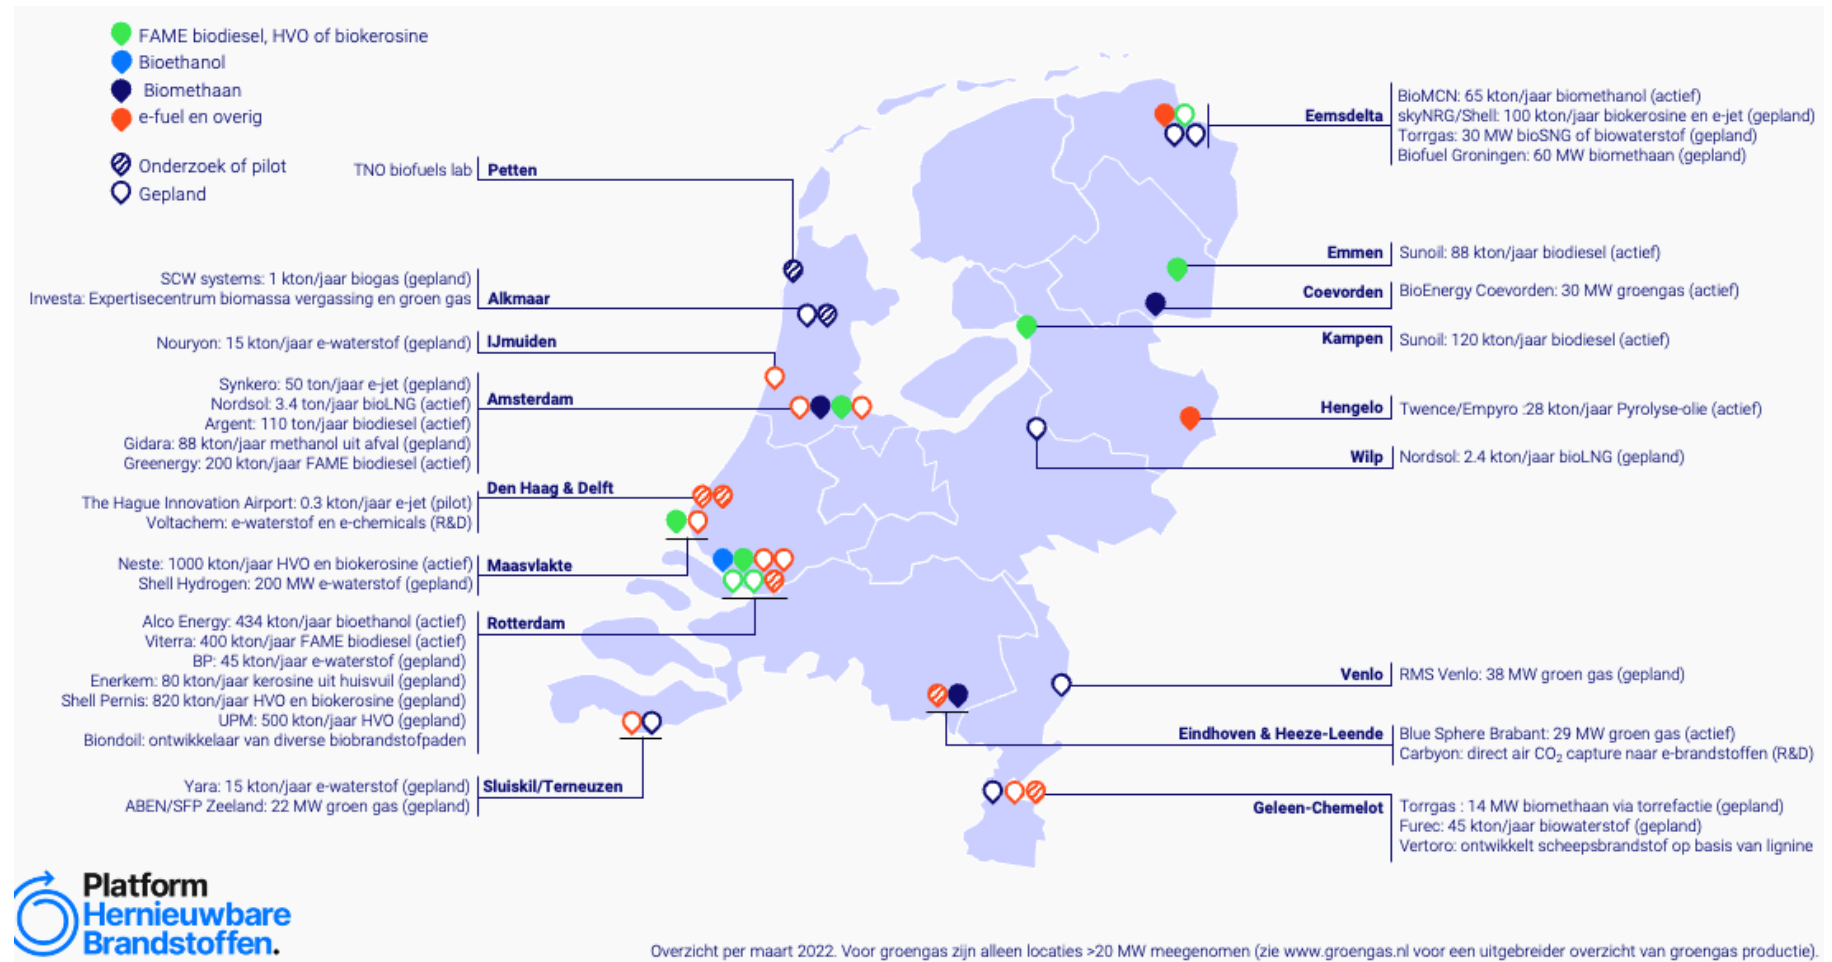 FAME biodiesel, HVO of biokerosine
Bioethanol
Biomethaan
e-fuel en overig
Onderzoek of pilot
Gepland
TNO biofuels lab
Petten
SCW systems: 1 kton/jaar biogas (gepland)
Investa: Expertisecentrum biomassa vergassing en groen gas
Alkmaar
Nouryon: 15 kton/jaar e-waterstof (gepland)
IJmuiden
Synkero: 50 ton/jaar e-jet (gepland)
Nordsol: 3.4 ton/jaar bioLNG (actief)
Argent: 110 ton/jaar biodiesel (actief)
Gidara: 88 kton/jaar methanol uit afval (gepland)
Greenergy: 200 kton/jaar FAME biodiesel (actief)
Amsterdam
Den Haag & Delft
The Hague Innovation Airport: 0.3 kton/jaar e-jet (pilot)
Voltachem: e-waterstof en e-chemicals (R&D)
Neste: 1000 kton/jaar HVO en biokerosine (actief)
Shell Hydrogen: 200 MW e-waterstof (gepland)
Maasvlakte
Alco Energy: 434 kton/jaar bioethanol (actief)
Viterra: 400 kton/jaar FAME biodiesel (actief)
BP: 45 kton/jaar e-waterstof (gepland)
Enerkem: 80 kton/jaar kerosine uit huisvuil (gepland)
Shell Pernis: 820 kton/jaar HVO en biokerosine (gepland)
UPM: 500 kton/jaar HVO (gepland)
Biondoil: ontwikkelaar van diverse biobrandstofpaden
Rotterdam
Yara: 15 kton/jaar e-waterstof (gepland)
ABEN/SFP Zeeland: 22 MW groen gas (gepland)
Sluiskil/Terneuzen
Eemsdelta
BioMCN: 65 kton/jaar biomethanol (actief)
skyNRG/Shell: 100 kton/jaar biokerosine en e-jet (gepland)
Torrgas: 30 MW bioSNG of biowaterstof (gepland)
Biofuel Groningen: 60 MW biomethaan (gepland)
Emmen
Sunoil: 88 kton/jaar biodiesel (actief)
Coevorden
BioEnergy Coevorden: 30 MW groengas (actief)
Kampen
Sunoil: 120 kton/jaar biodiesel (actief)
Hengelo
Twence/Empyro :28 kton/jaar Pyrolyse-olie (actief)
Wilp
Nordsol: 2.4 kton/jaar bioLNG (gepland)
Venlo
RMS Venlo: 38 MW groen gas (gepland)
Eindhoven & Heeze-Leende
Blue Sphere Brabant: 29 MW groen gas (actief)
Carbyon: direct air CO₂ capture naar e-brandstoffen (R&D)
Geleen-Chemelot
Torrgas : 14 MW biomethaan via torrefactie (gepland)
Furec: 45 kton/jaar biowaterstof (gepland)
Vertoro: ontwikkelt scheepsbrandstof op basis van lignine
Platform
Hernieuwbare
Brandstoffen.
Overzicht per maart 2022. Voor groengas zijn alleen locaties >20 MW meegenomen (zie www.groengas.nl voor een uitgebreider overzicht van groengas productie).